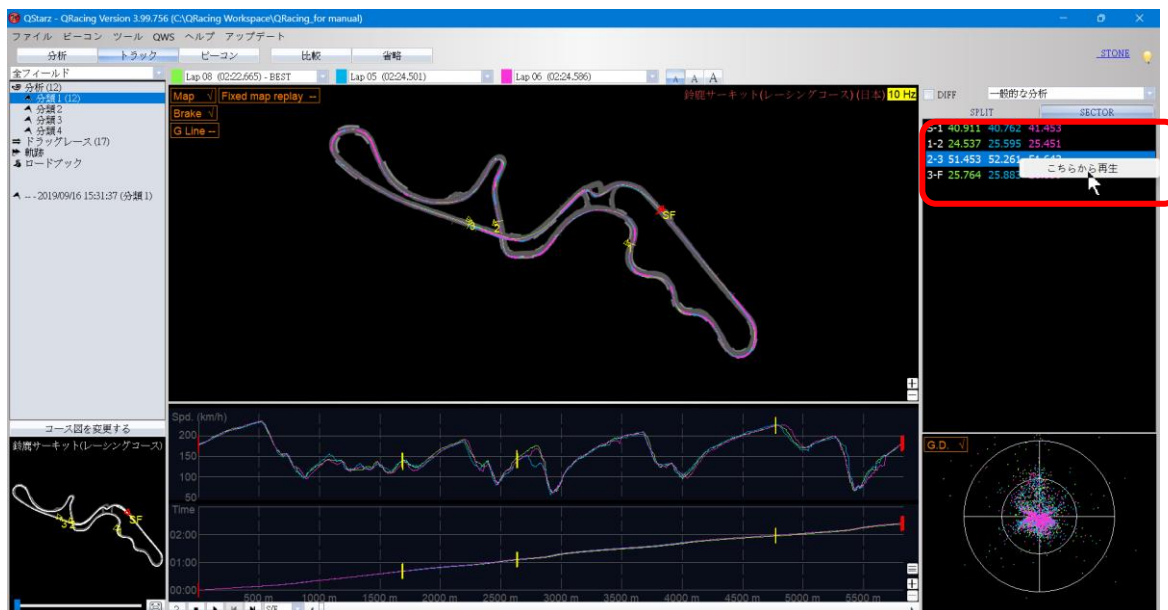 QStarz - QRacing Version 3.99.756 (C:\QRacing Workspace\QRacing_for manual)
ファイル ビーコン ツール QWS ヘルプ アップデート
分析 トラック ビーコン 比較 省略 STONE
全フィールド
Lap 08 (02:22.665) - BEST Lap 05 (02:24.501) Lap 06 (02:24.586) A A A
分析 (12)
分類 1 (12)
分類 2
分類 3
分類 4
ドラッグレース (17)
軌跡
ロードブック
-- - 2019/09/16 15:31:37 (分類 1)
コース図を変更する
鈴鹿サーキット(レーシングコース)
SF
Map √ Fixed map replay --
Brake √
G Line --
鈴鹿サーキット(レーシングコース) (日本) 10 Hz
SF
2
Spd. (km/h)
200
150
100
50
Time
02:00
01:00
00:00
500 m 1000 m 1500 m 2000 m 2500 m 3000 m 3500 m 4000 m 4500 m 5000 m 5500 m
DIFF 一般的な分析
SPLIT SECTOR
S-1 40.911 40.762 41.453
1-2 24.537 25.595 25.451
2-3 51.453 52.261
3-F 25.764 25.883
こちらから再生
G.D. √